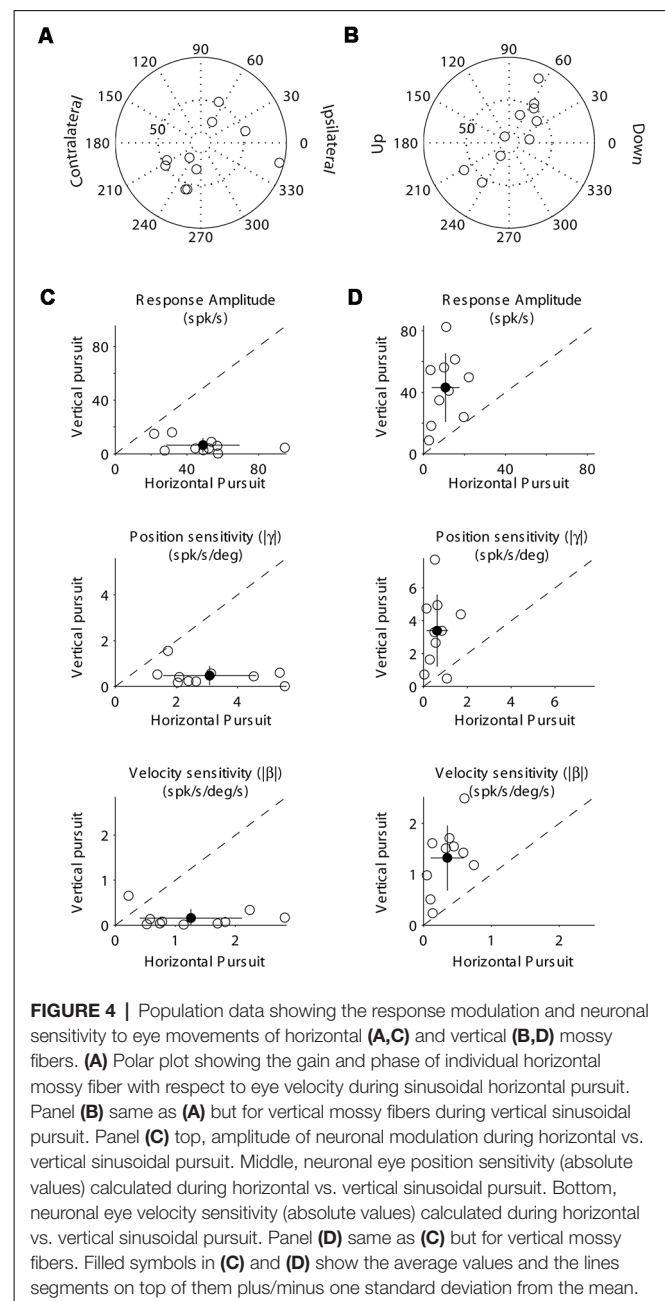 A
B
90
120
60
150
30
50
180
0
210
330
240
300
270
Contralateral
Ipsilateral
90
120
60
150
30
50
180
0
210
330
240
300
270
Up
Down
C
D
Response Amplitude
(spk/s)
Vertical pursuit
80
40
0
0 40 80
Horizontal Pursuit
Response Amplitude
(spk/s)
Vertical pursuit
80
40
0
0 40 80
Horizontal Pursuit
Position sensitivity (|γ|)
(spk/s/deg)
Vertical pursuit
4
2
0
0 2 4
Horizontal Pursuit
Position sensitivity (|γ|)
(spk/s/deg)
Vertical pursuit
6
4
2
0
0 2 4 6
Horizontal Pursuit
Velocity sensitivity (|β|)
(spk/s/deg/s)
Vertical pursuit
2
1
0
0 1 2
Horizontal Pursuit
Velocity sensitivity (|β|)
(spk/s/deg/s)
Vertical pursuit
2
1
0
0 1 2
Horizontal Pursuit
FIGURE 4 | Population data showing the response modulation and neuronal
sensitivity to eye movements of horizontal (A,C) and vertical (B,D) mossy
fibers. (A) Polar plot showing the gain and phase of individual horizontal
mossy fiber with respect to eye velocity during sinusoidal horizontal pursuit.
Panel (B) same as (A) but for vertical mossy fibers during vertical sinusoidal
pursuit. Panel (C) top, amplitude of neuronal modulation during horizontal vs.
vertical sinusoidal pursuit. Middle, neuronal eye position sensitivity (absolute
values) calculated during horizontal vs. vertical sinusoidal pursuit. Bottom,
neuronal eye velocity sensitivity (absolute values) calculated during horizontal
vs. vertical sinusoidal pursuit. Panel (D) same as (C) but for vertical mossy
fibers. Filled symbols in (C) and (D) show the average values and the lines
segments on top of them plus/minus one standard deviation from the mean.